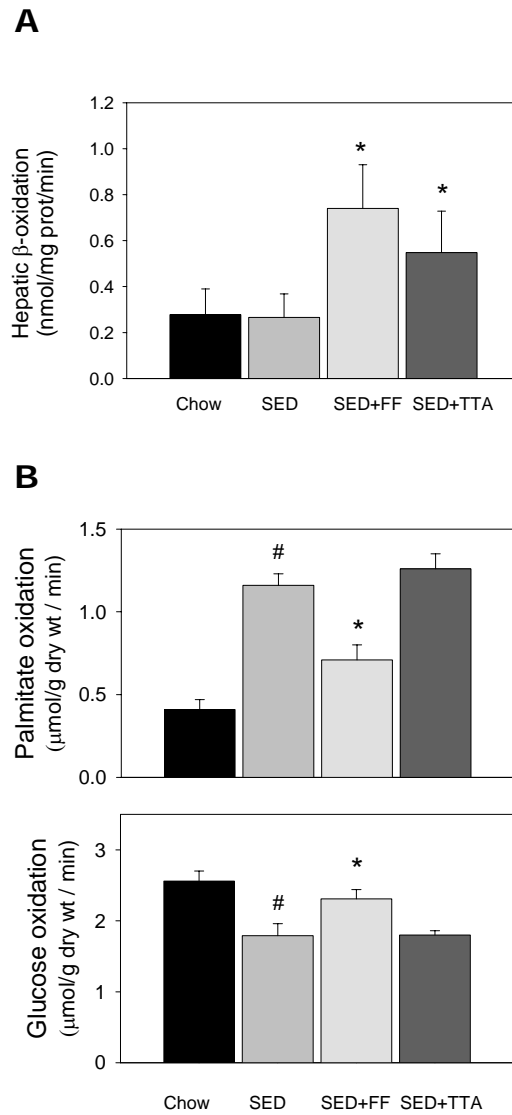 A
1.2
1.0
0.8
0.6
0.4
0.2
0.0
Hepatic β-oxidation
(nmol/mg prot/min)
*
*
Chow SED SED+FF SED+TTA
B
1.5
1.0
0.5
0.0
Palmitate oxidation
(μmol/g dry wt / min)
#
*
3
2
1
0
Glucose oxidation
(μmol/g dry wt / min)
#
*
Chow SED SED+FF SED+TTA